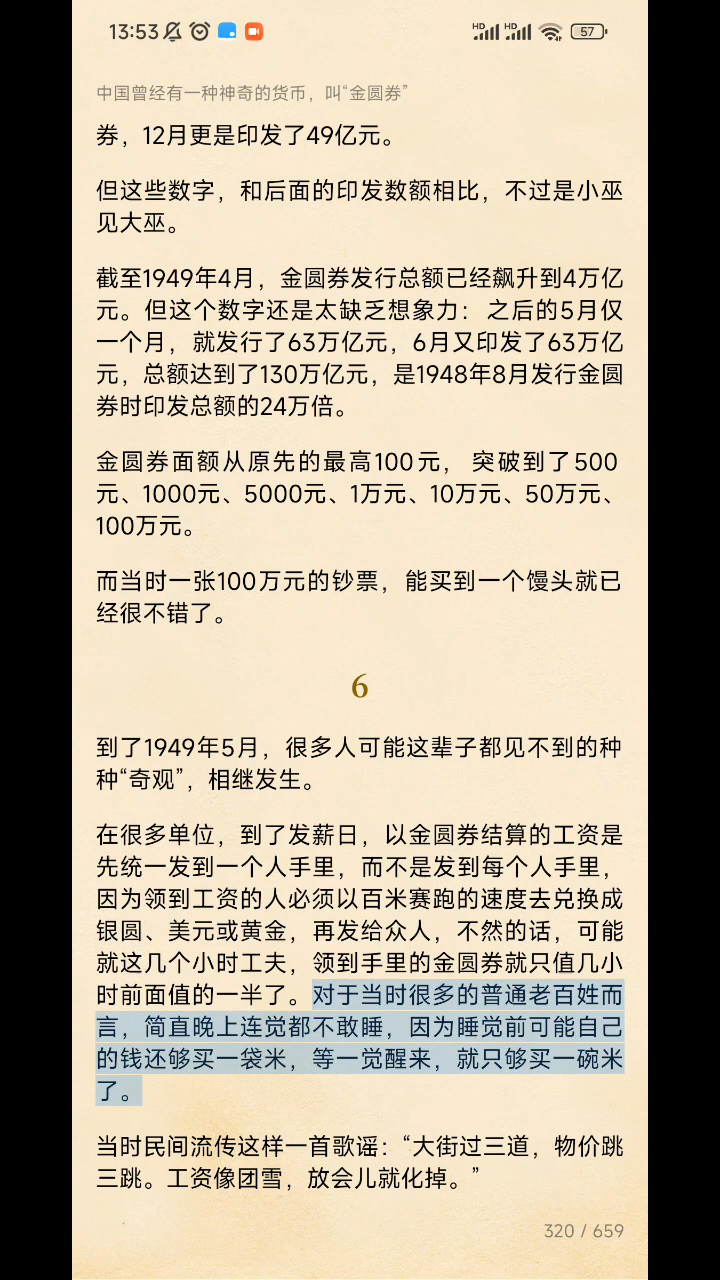 13:53
HD HD 57
中国曾经有一种神奇的货币，叫“金圆券”
券，12月更是印发了49亿元。
但这些数字，和后面的印发数额相比，不过是小巫
见大巫。
截至1949年4月，金圆券发行总额已经飙升到4万亿
元。但这个数字还是太缺乏想象力：之后的5月仅
一个月，就发行了63万亿元，6月又印发了63万亿
元，总额达到了130万亿元，是1948年8月发行金圆
券时印发总额的24万倍。
金圆券面额从原先的最高100元，突破到了500
元、1000元、5000元、1万元、10万元、50万元、
100万元。
而当时一张100万元的钞票，能买到一个馒头就已
经很不错了。
6
到了1949年5月，很多人可能这辈子都见不到的种
种“奇观”，相继发生。
在很多单位，到了发薪日，以金圆券结算的工资是
先统一发到一个人手里，而不是发到每个人手里，
因为领到工资的人必须以百米赛跑的速度去兑换成
银圆、美元或黄金，再发给众人，不然的话，可能
就这几个小时工夫，领到手里的金圆券就只值几小
时前面值的一半了。对于当时很多的普通老百姓而
言，简直晚上连觉都不敢睡，因为睡觉前可能自己
的钱还够买一袋米，等一觉醒来，就只够买一碗米
了。
当时民间流传这样一首歌谣：“大街过三道，物价跳
三跳。工资像团雪，放会儿就化掉。”
320 / 659